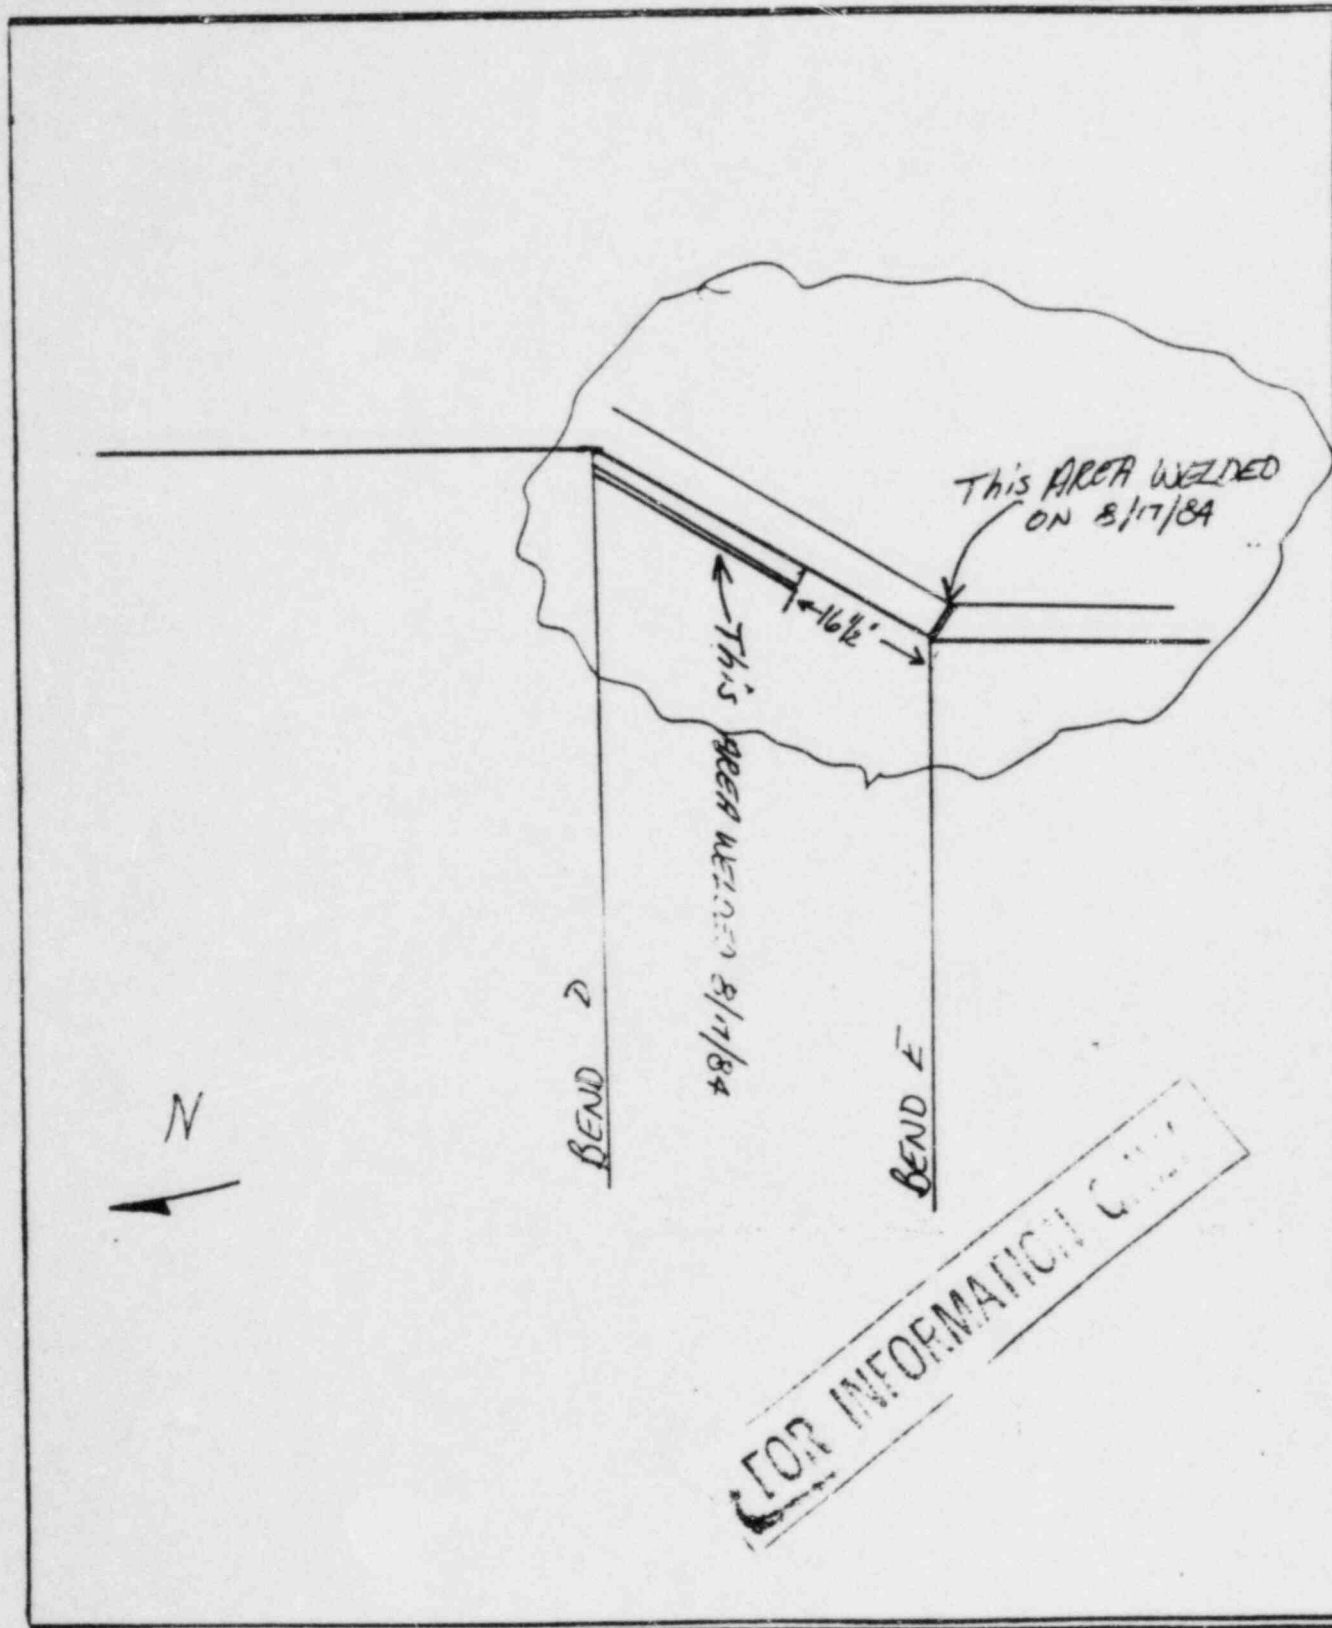 This AREA WELDED
ON 8/17/84
16½"
This AREA WELDED 8/17/84
BEND D
BEND E
N
FOR INFORMATION ONLY